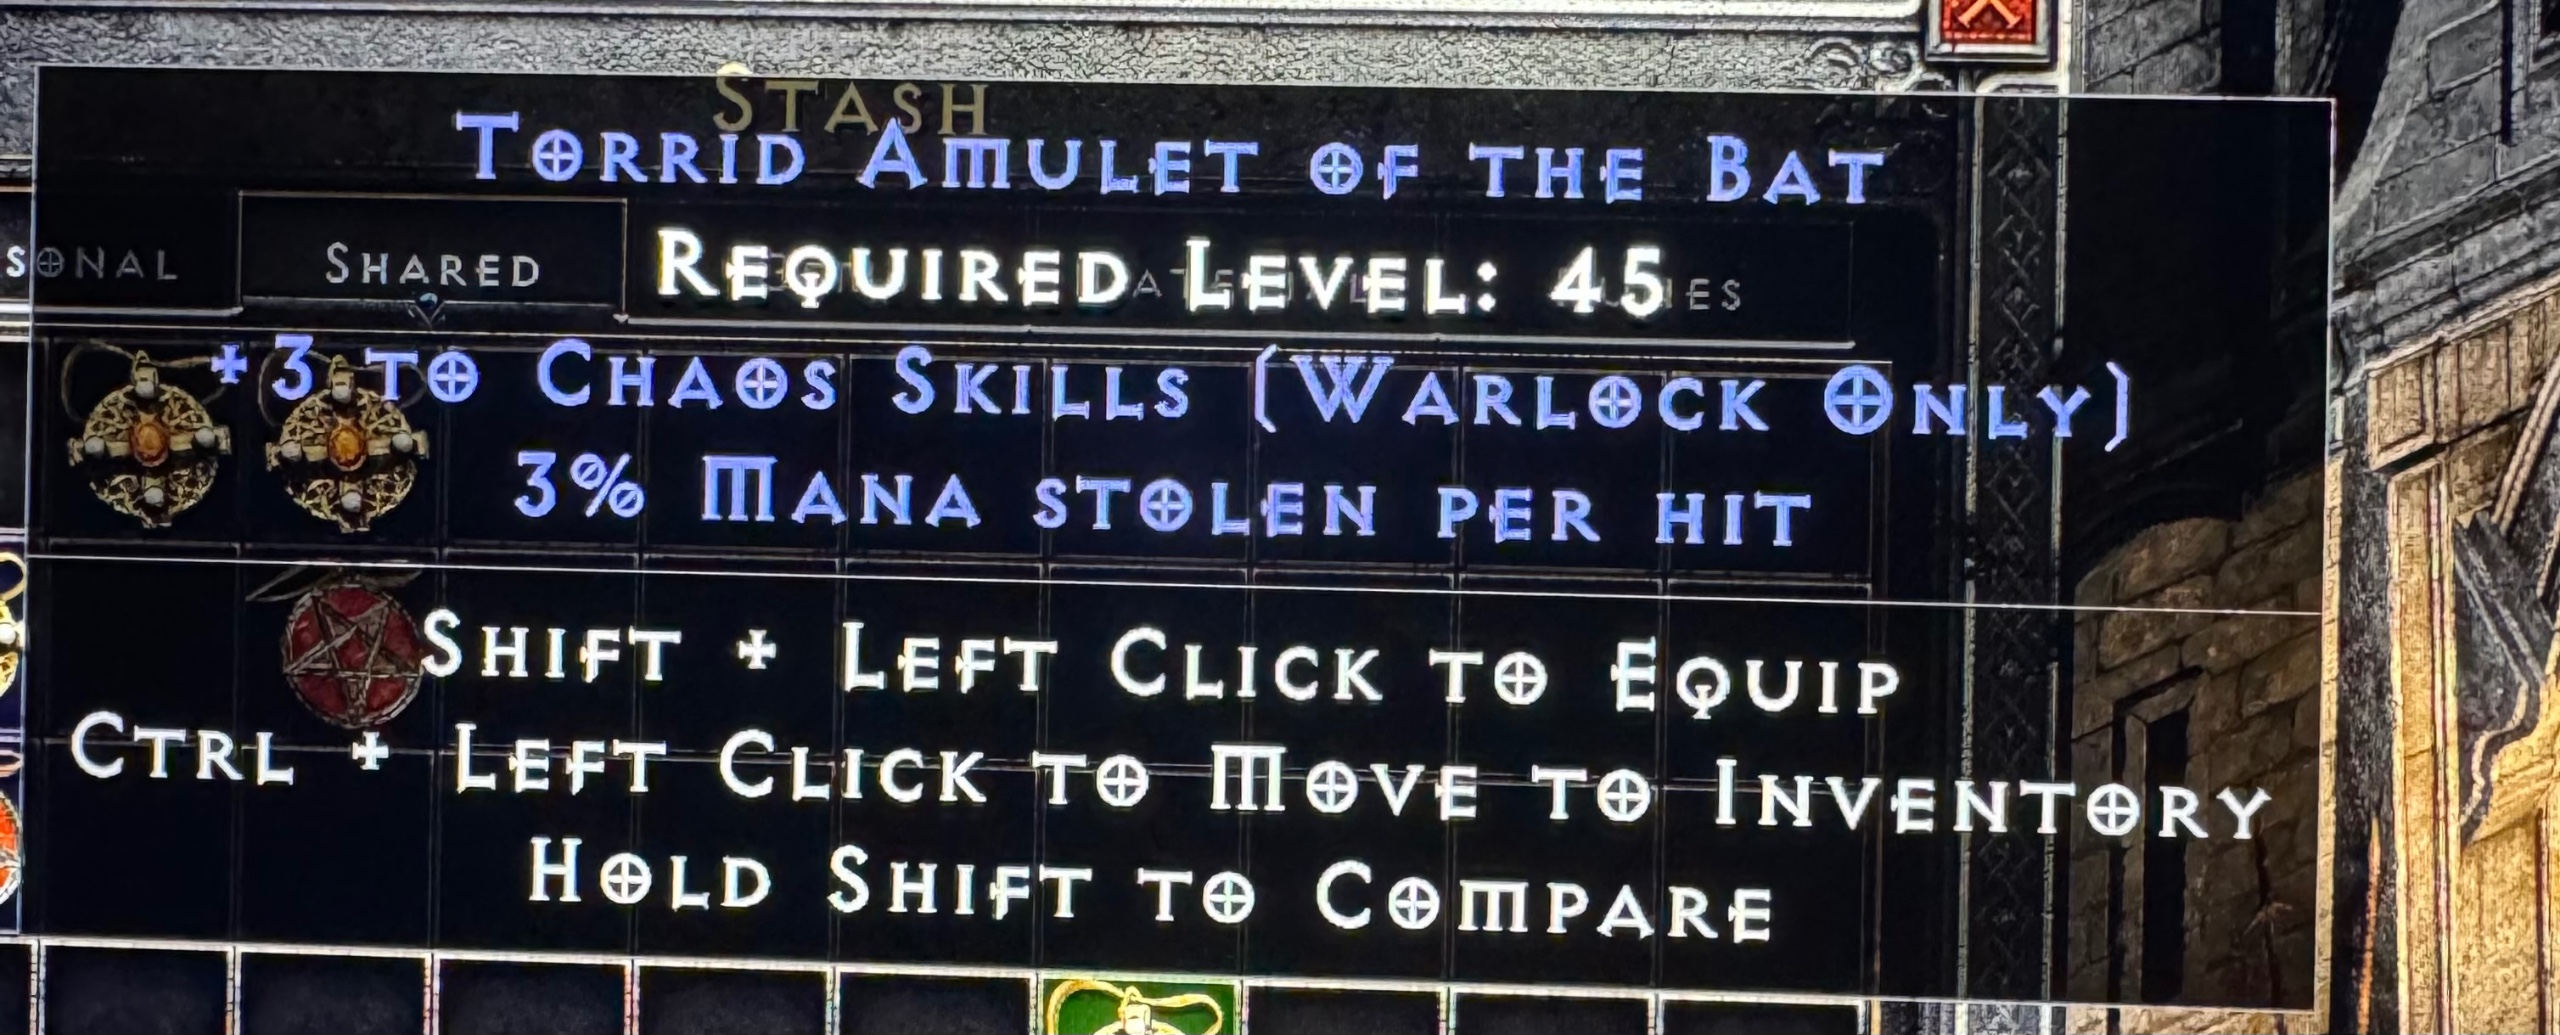 Stash
Torrid Amulet of the Bat
Shared
Required Level: 45
+3 to Chaos Skills (Warlock Only)
3% Mana stolen per hit
Shift + Left Click to Equip
Ctrl + Left Click to Move to Inventory
Hold Shift to Compare